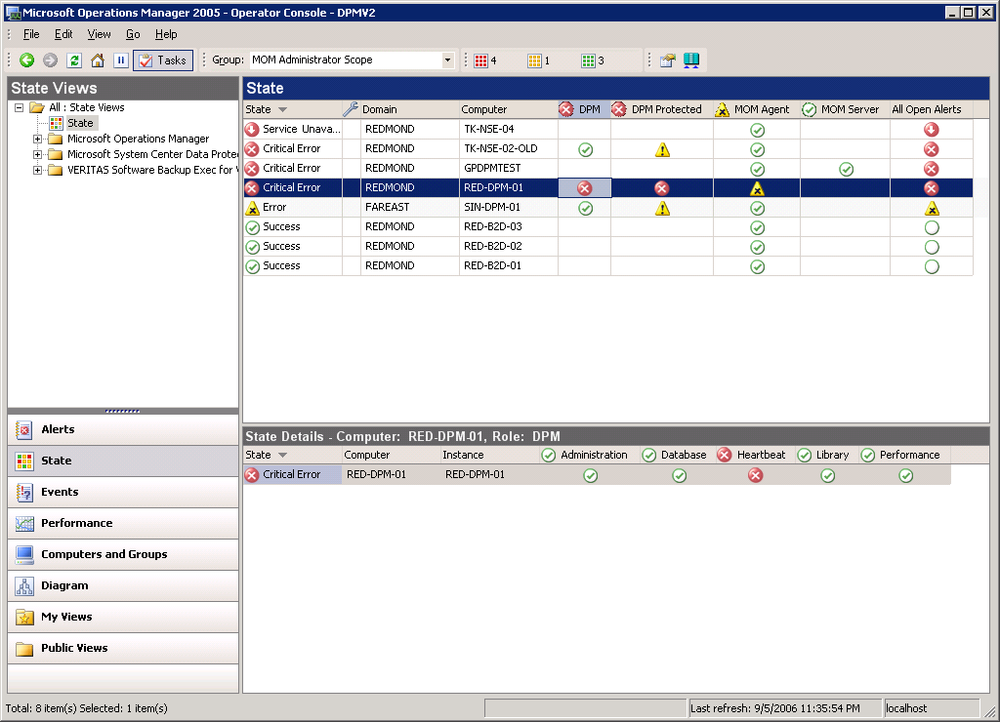 Microsoft Operations Manager 2005 - Operator Console - DPMV2
File Edit View Go Help
Tasks Group: MOM Administrator Scope 4 1 3
State Views
All : State Views
State
Microsoft Operations Manager
Microsoft System Center Data Prote
VERITAS Software Backup Exec for
Alerts
State
Events
Performance
Computers and Groups
Diagram
My Views
Public Views
State
State Domain Computer DPM DPM Protected MOM Agent MOM Server All Open Alerts
Service Unava... REDMOND TK-NSE-04
Critical Error REDMOND TK-NSE-02-OLD
Critical Error REDMOND GPDPMTEST
Critical Error REDMOND RED-DPM-01
Error FAREAST SIN-DPM-01
Success REDMOND RED-B2D-03
Success REDMOND RED-B2D-02
Success REDMOND RED-B2D-01
State Details - Computer: RED-DPM-01, Role: DPM
State Computer Instance Administration Database Heartbeat Library Performance
Critical Error RED-DPM-01 RED-DPM-01
Total: 8 item(s) Selected: 1 item(s) Last refresh: 9/5/2006 11:35:54 PM localhost